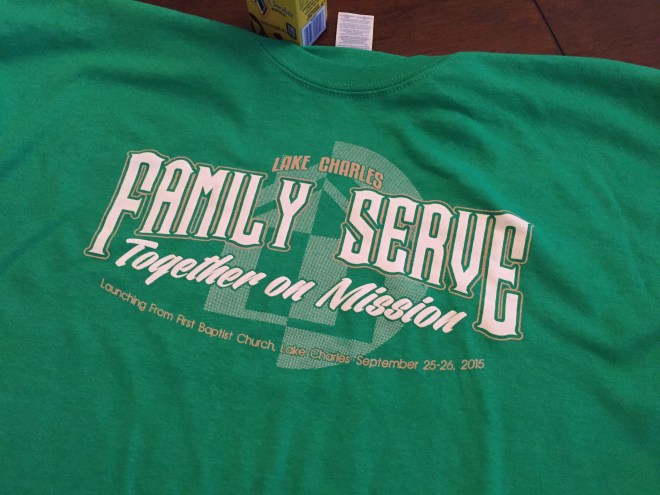 LAKE CHARLES
FAMILY SERVE
Together on Mission
Launching From First Baptist Church, Lake Charles September 25-26, 2015